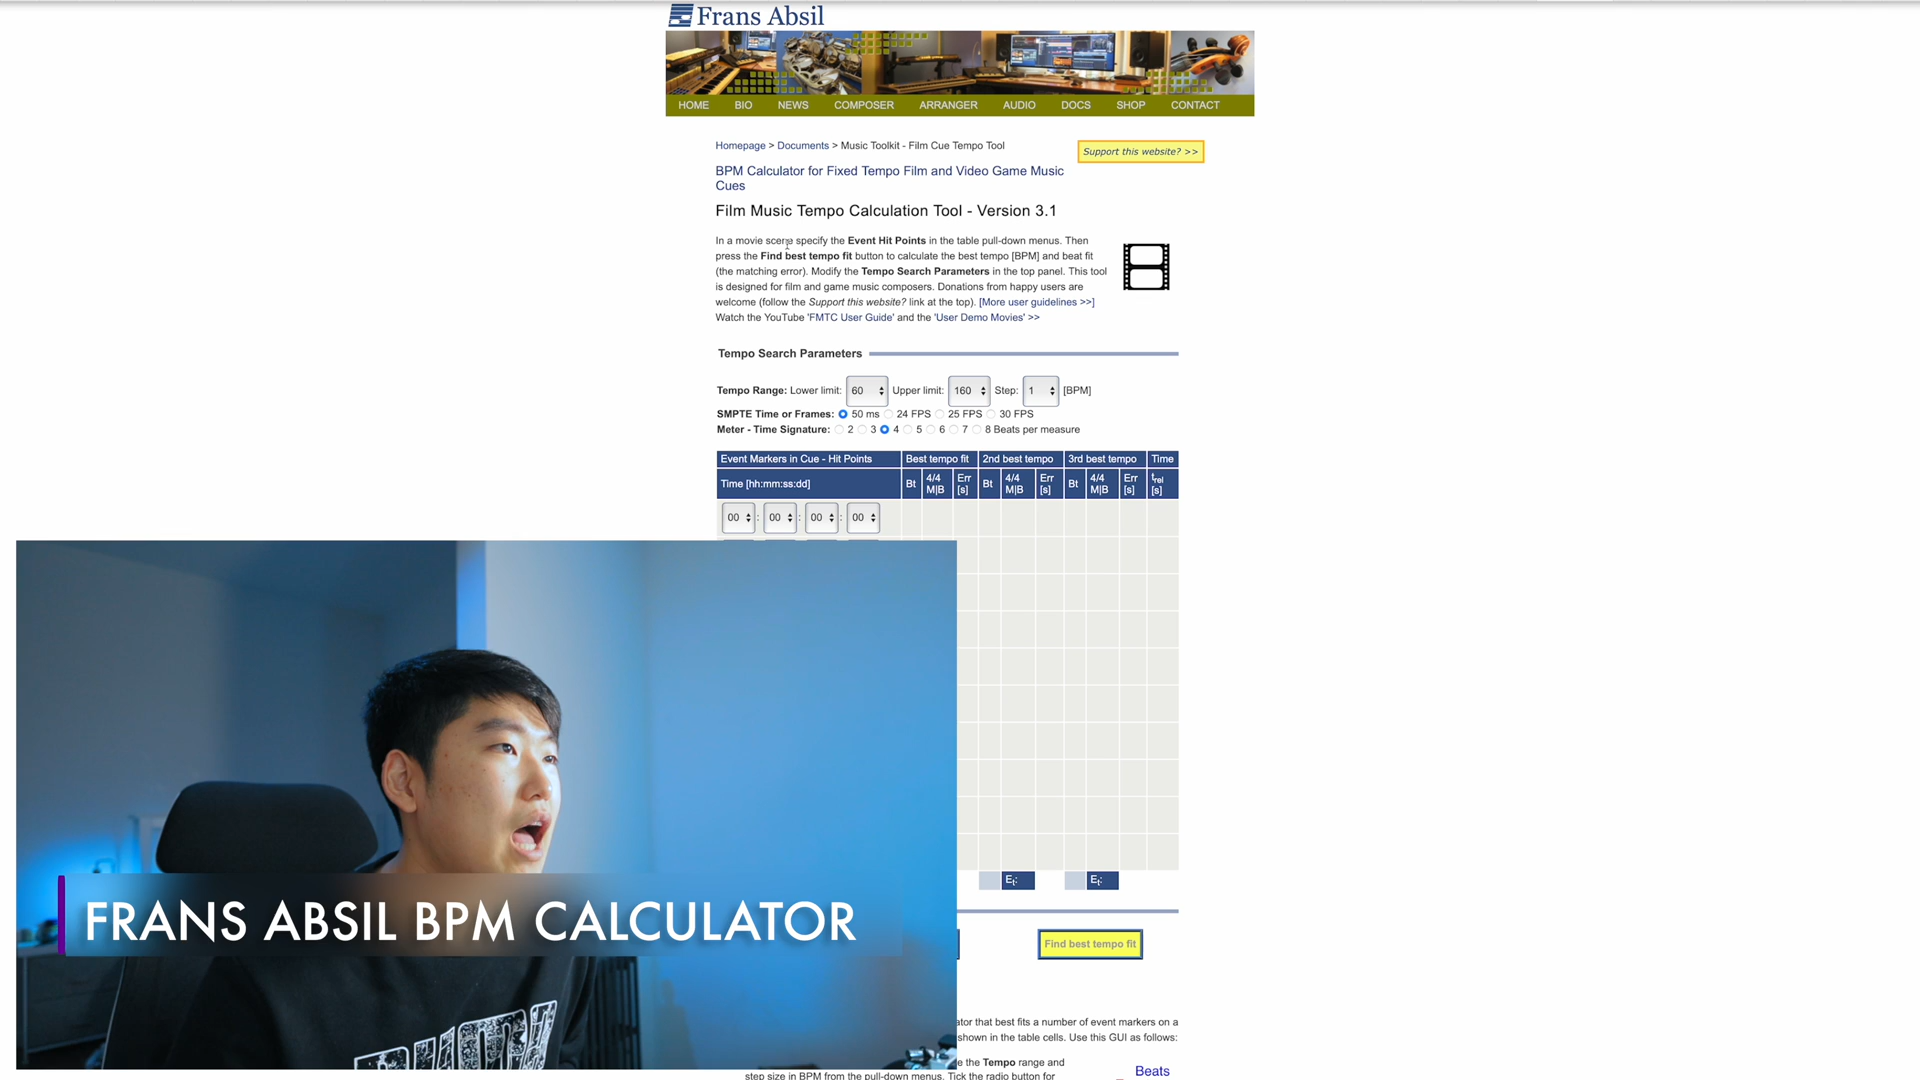 Frans Absil
HOME BIO NEWS COMPOSER ARRANGER AUDIO DOCS SHOP CONTACT
Homepage > Documents > Music Toolkit - Film Cue Tempo Tool
Support this website? >>
BPM Calculator for Fixed Tempo Film and Video Game Music
Cues
Film Music Tempo Calculation Tool - Version 3.1
In a movie scene specify the Event Hit Points in the table pull-down menus. Then
press the Find best tempo fit button to calculate the best tempo [BPM] and beat fit
(the matching error). Modify the Tempo Search Parameters in the top panel. This tool
is designed for film and game music composers. Donations from happy users are
welcome (follow the Support this website? link at the top). [More user guidelines >>]
Watch the YouTube 'FMTC User Guide' and the 'User Demo Movies' >>
Tempo Search Parameters
Tempo Range: Lower limit: 60 Upper limit: 160 Step: 1 [BPM]
SMPTE Time or Frames: 50 ms 24 FPS 25 FPS 30 FPS
Meter - Time Signature: 2 3 4 5 6 7 8 Beats per measure
Event Markers in Cue - Hit Points Best tempo fit 2nd best tempo 3rd best tempo Time
Time [hh:mm:ss:dd] Bt 4/4 M|B Err [s] Bt 4/4 M|B Err [s] Bt 4/4 M|B Err [s] trel [s]
00 : 00 : 00 : 00
Et: Et:
FRANS ABSIL BPM CALCULATOR
Find best tempo fit
ator that best fits a number of event markers on a
shown in the table cells. Use this GUI as follows:
e the Tempo range and
step size in BPM from the pull-down menus. Tick the radio button for
Beats